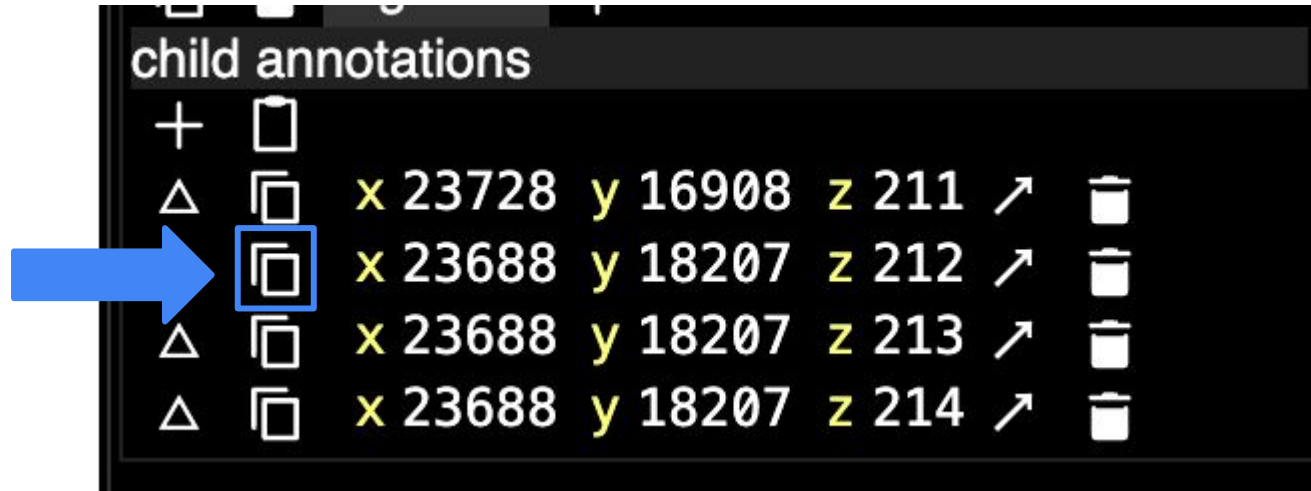 child annotations
x 23728 y 16908 z 211
x 23688 y 18207 z 212
x 23688 y 18207 z 213
x 23688 y 18207 z 214